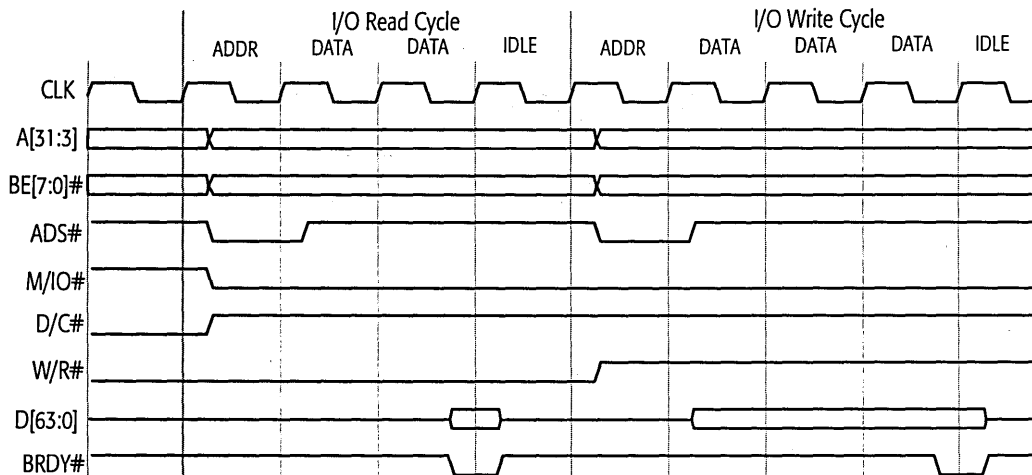 I/O Read Cycle I/O Write Cycle
ADDR DATA DATA IDLE ADDR DATA DATA DATA IDLE
CLK
A[31:3]
BE[7:0]#
ADS#
M/IO#
D/C#
W/R#
D[63:0]
BRDY#